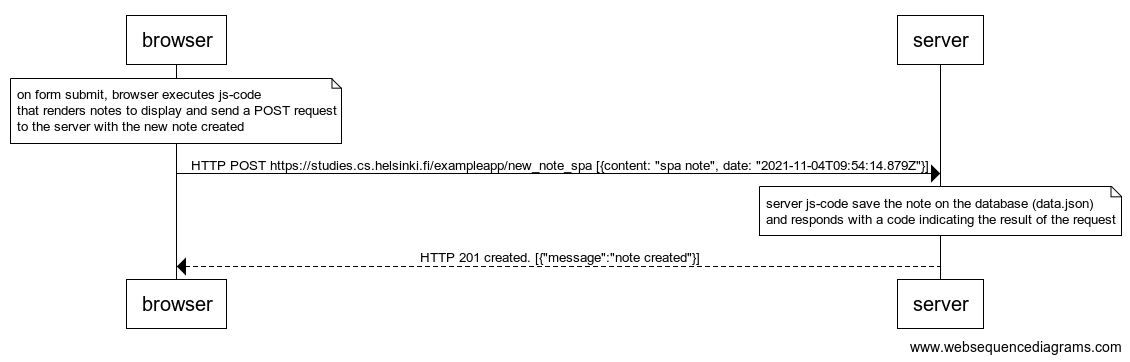 browser
server
on form submit, browser executes js-code
that renders notes to display and send a POST request
to the server with the new note created
HTTP POST https://studies.cs.helsinki.fi/exampleapp/new_note_spa [{content: "spa note", date: "2021-11-04T09:54:14.879Z"}]
server js-code save the note on the database (data.json)
and responds with a code indicating the result of the request
HTTP 201 created. [{"message":"note created"}]
browser
server
www.websequencediagrams.com